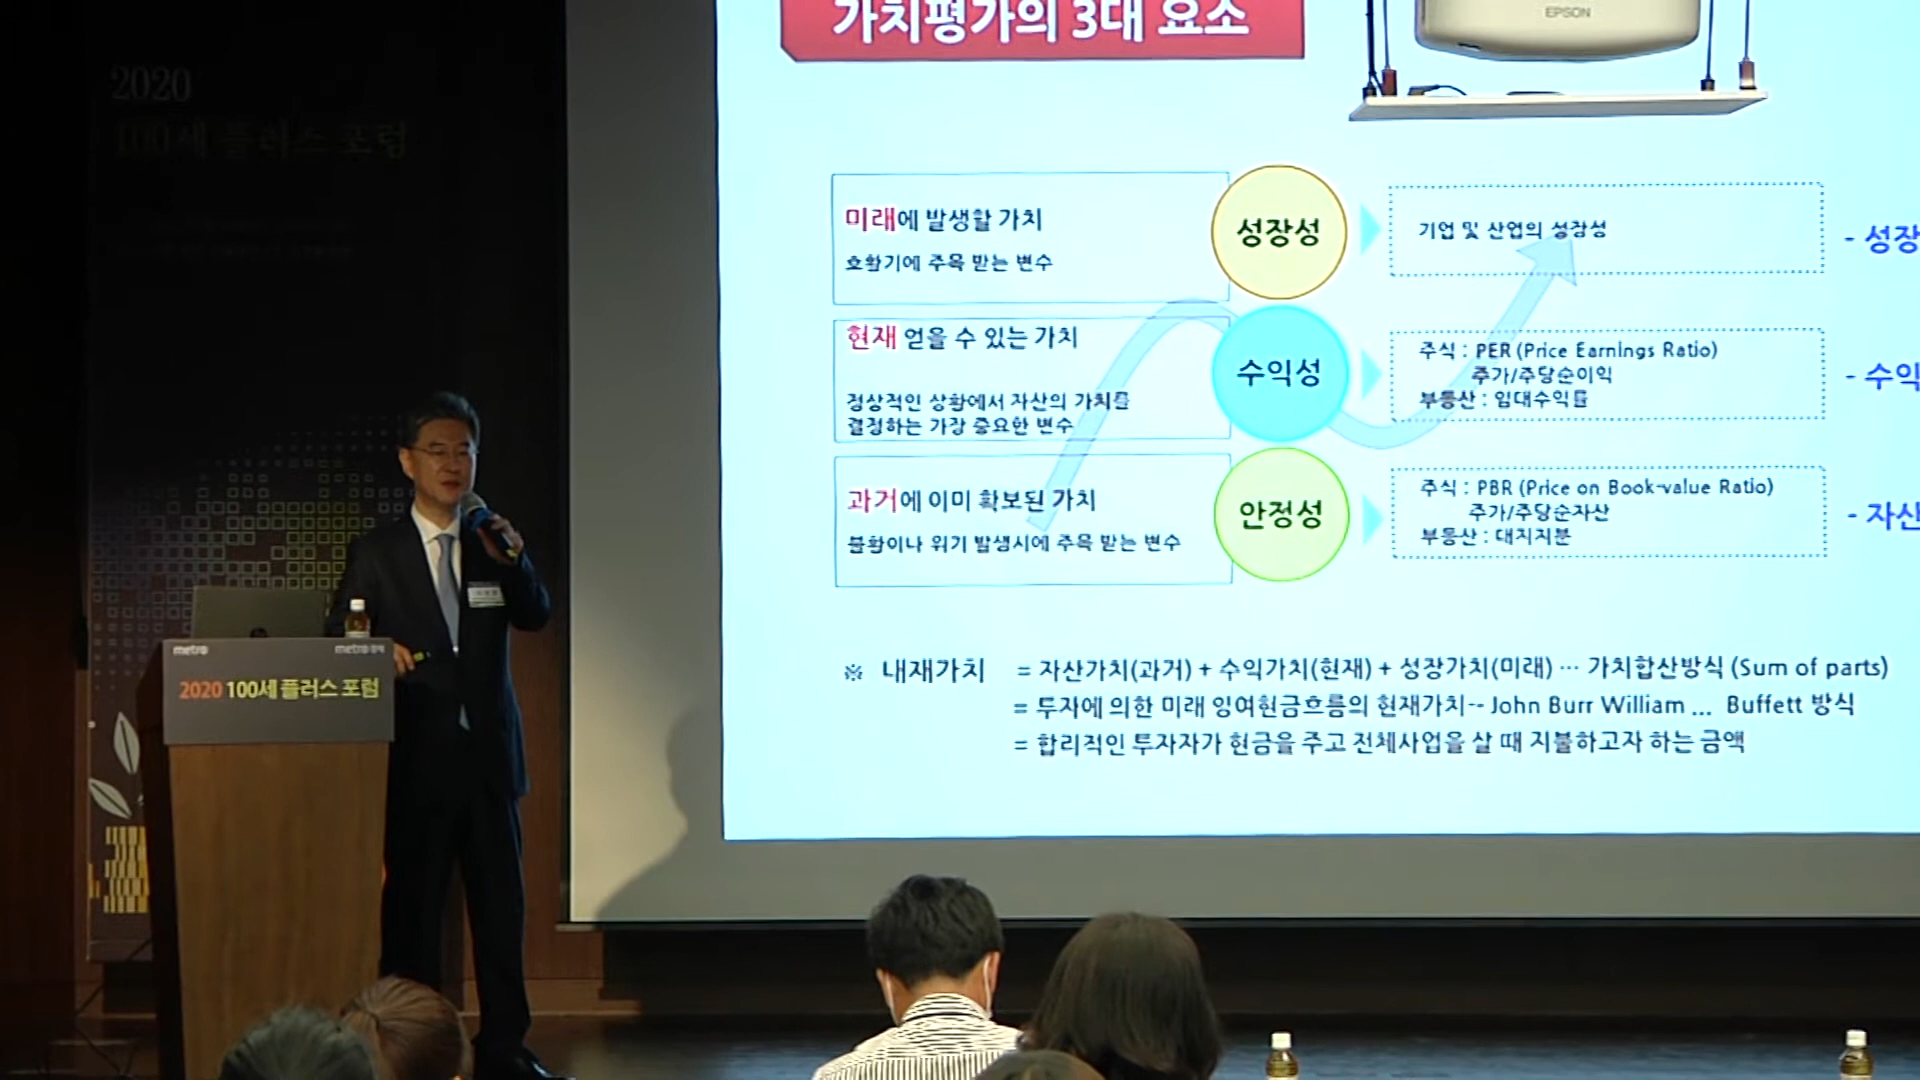 2020
100세 플러스 포럼
가치평가의 3대 요소
EPSON
미래에 발생할 가치
호황기에 주목 받는 변수
성장성
기업 및 산업의 성장성
- 성장
현재 얻을 수 있는 가치
정상적인 상황에서 자산의 가치를
결정하는 가장 중요한 변수
수익성
주식 : PER (Price Earnings Ratio)
주가/주당순이익
부동산 : 임대수익률
- 수익
과거에 이미 확보된 가치
불황이나 위기 발생시에 주목 받는 변수
안정성
주식 : PBR (Price on Book-value Ratio)
주가/주당순자산
부동산 : 대지지분
- 자산
※ 내재가치 = 자산가치(과거) + 수익가치(현재) + 성장가치(미래) ··· 가치합산방식 (Sum of parts)
= 투자에 의한 미래 잉여현금흐름의 현재가치-- John Burr William ... Buffett 방식
= 합리적인 투자자가 현금을 주고 전체사업을 살 때 지불하고자 하는 금액
metro
metro 경제
2020 100세 플러스 포럼